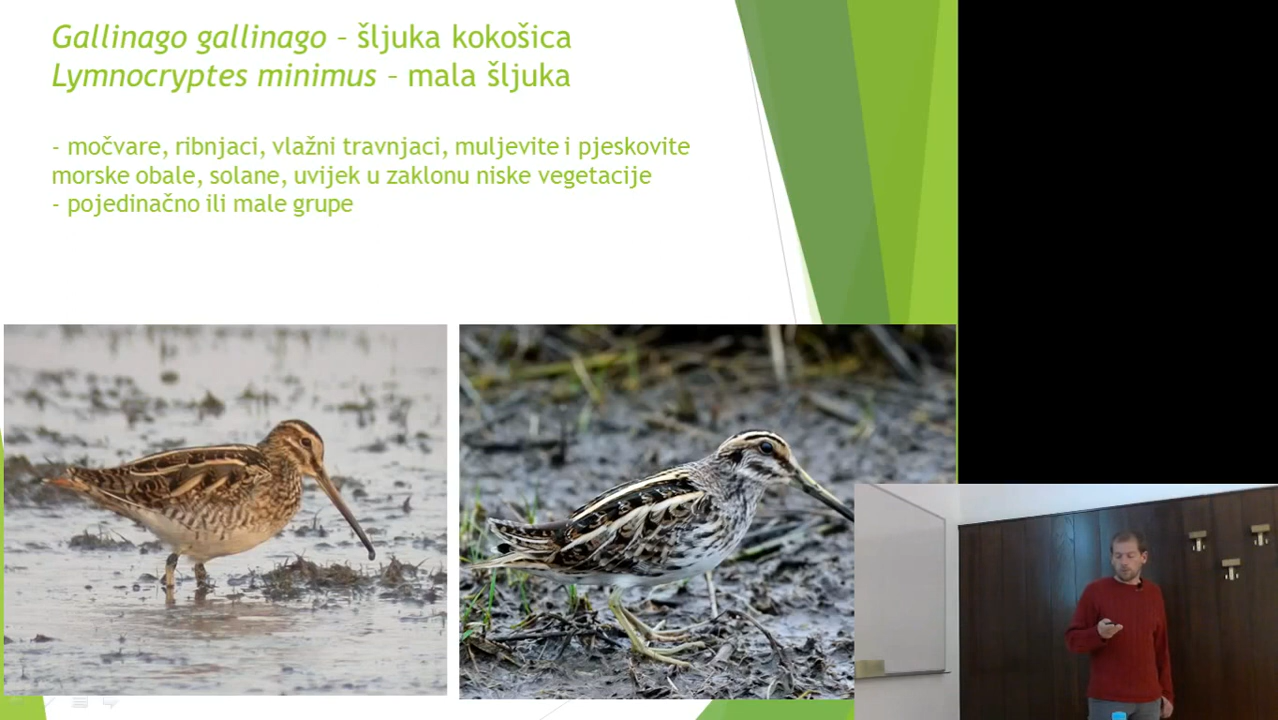 Gallinago gallinago – šljuka kokošica
Lymnocryptes minimus – mala šljuka
- močvare, ribnjaci, vlažni travnjaci, muljevite i pjeskovite
morske obale, solane, uvijek u zaklonu niske vegetacije
- pojedinačno ili male grupe